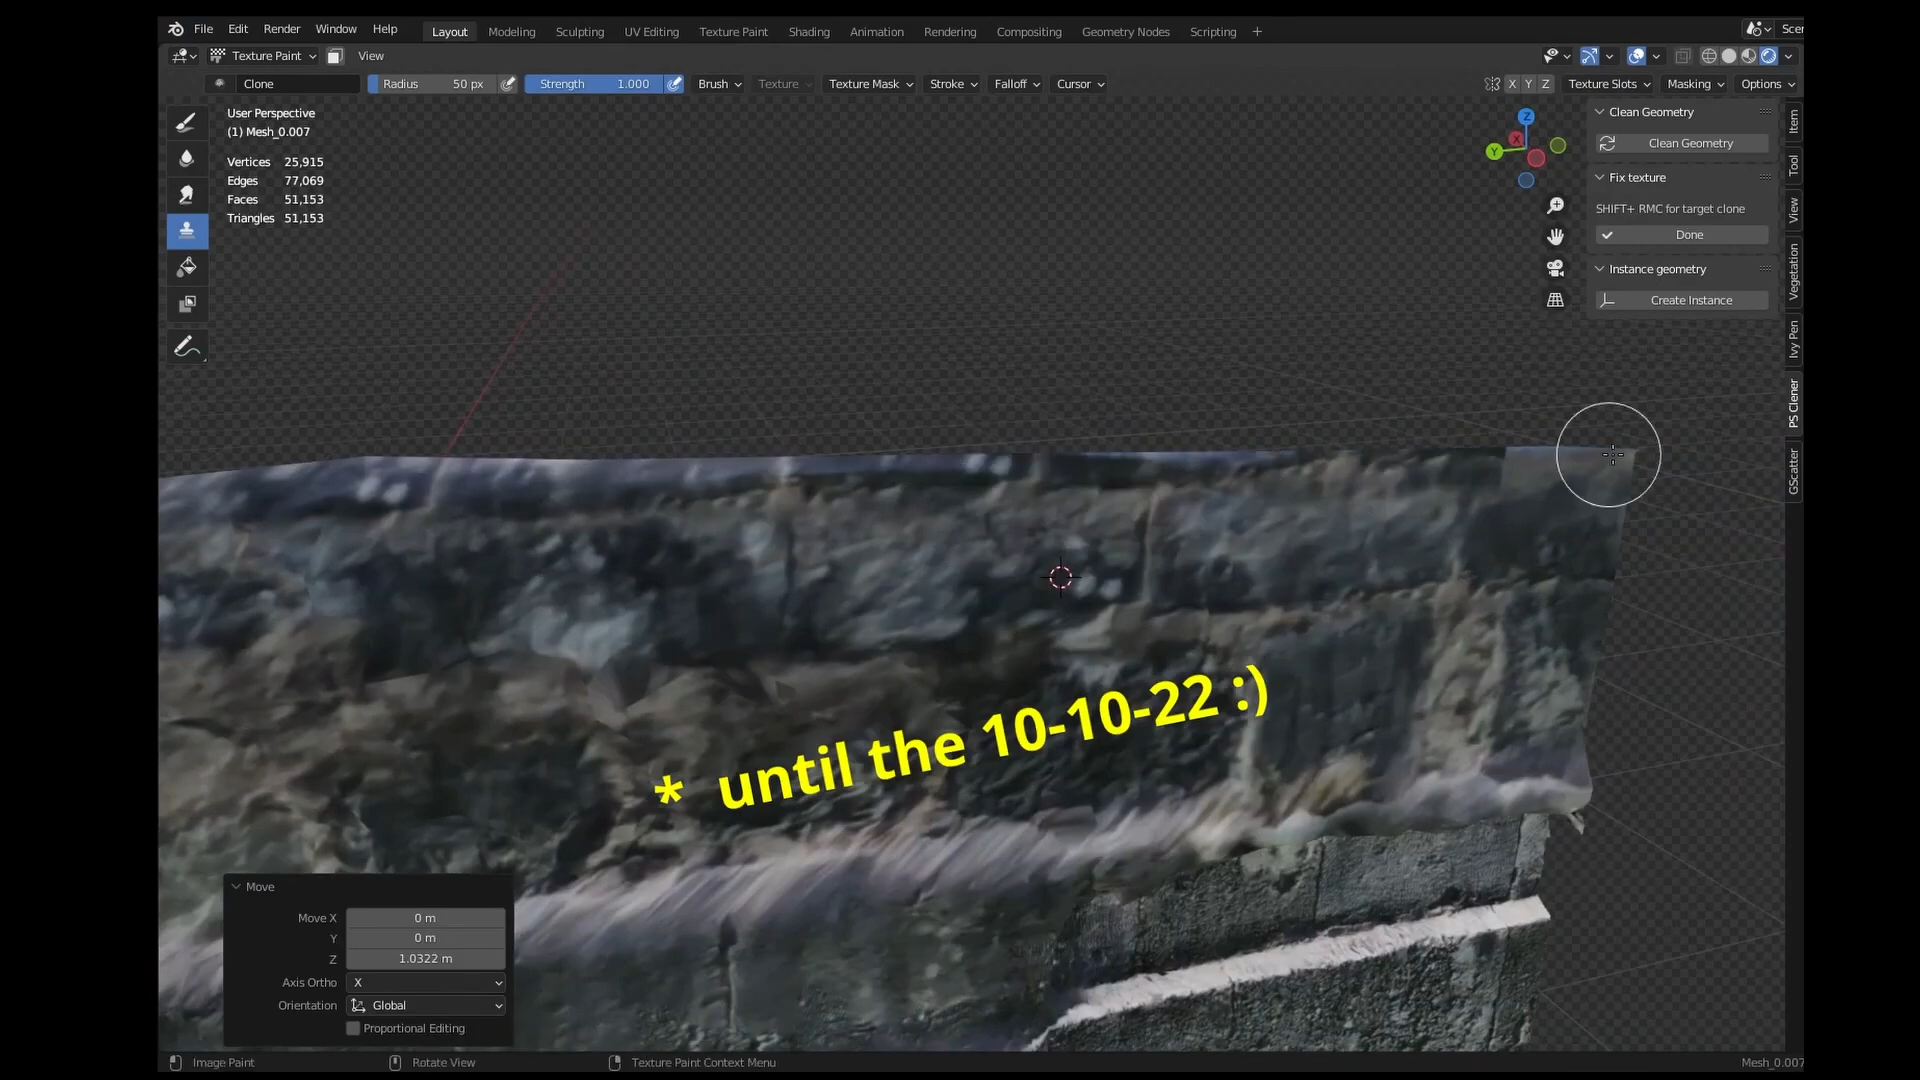 File Edit Render Window Help Layout Modeling Sculpting UV Editing Texture Paint Shading Animation Rendering Compositing Geometry Nodes Scripting + Scer
Texture Paint View
Clone Radius 50 px Strength 1.000 Brush Texture Texture Mask Stroke Falloff Cursor X Y Z Texture Slots Masking Options
User Perspective
(1) Mesh_0.007
Vertices 25,915
Edges 77,069
Faces 51,153
Triangles 51,153
Z
X
Y
Clean Geometry
Clean Geometry
Fix texture
SHIFT+ RMC for target clone
Done
Instance geometry
Create Instance
Item
Tool
View
Vegetation
Ivy Pen
PS Clener
GScatter
* until the 10-10-22 :)
Move
Move X 0 m
Y 0 m
Z 1.0322 m
Axis Ortho X
Orientation Global
Proportional Editing
Image Paint Rotate View Texture Paint Context Menu Mesh_0.007